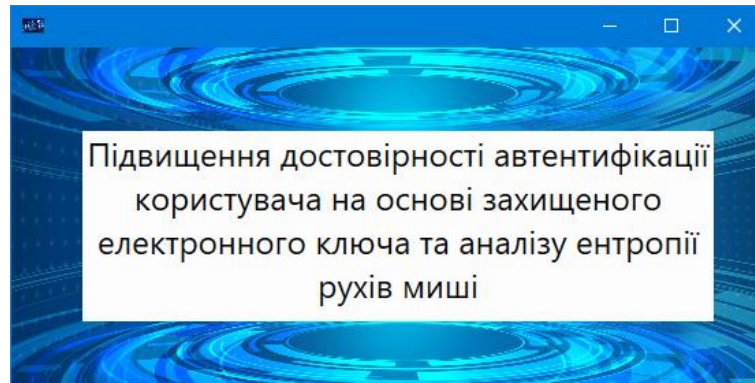 Підвищення достовірності автентифікації
користувача на основі захищеного
електронного ключа та аналізу ентропії
рухів миші